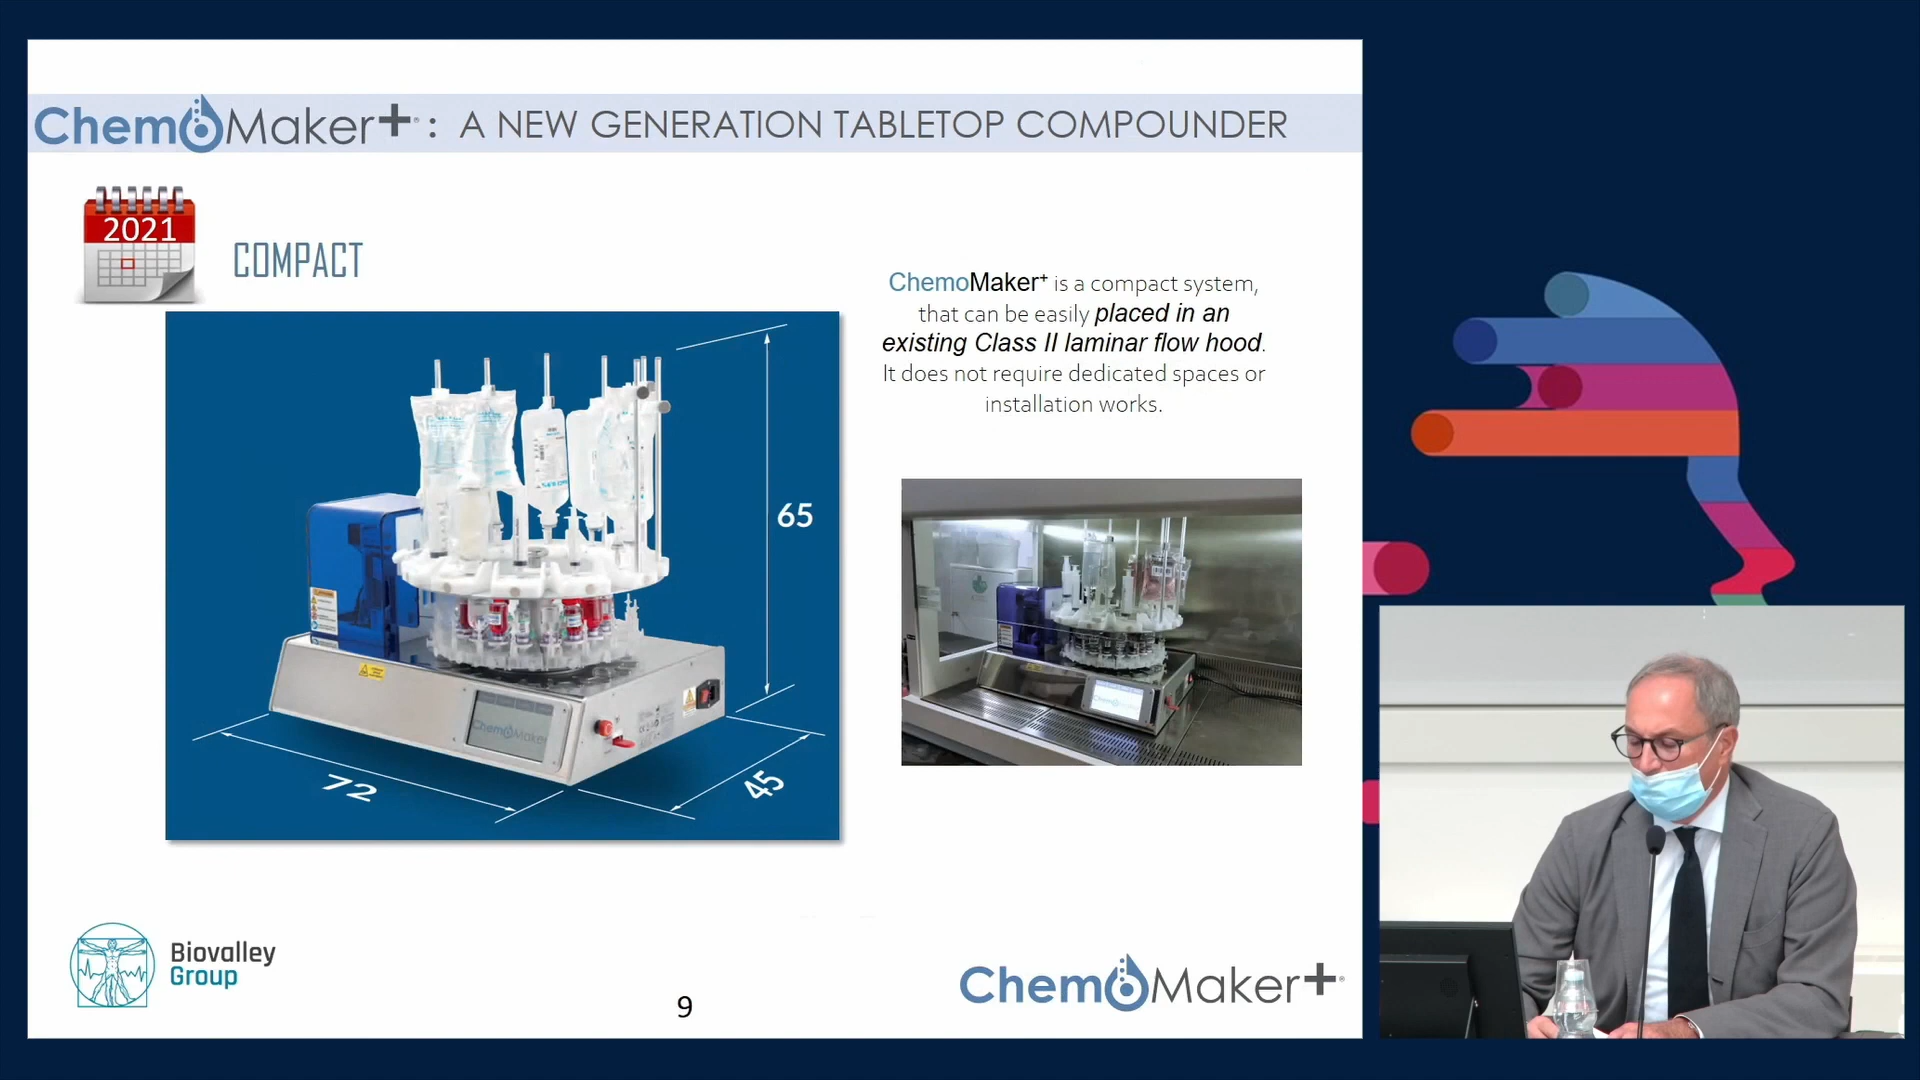 ChemoMaker+® : A NEW GENERATION TABLETOP COMPOUNDER
2021
COMPACT
ChemoMaker+ is a compact system,
that can be easily placed in an
existing Class II laminar flow hood.
It does not require dedicated spaces or
installation works.
65
72
45
ChemoMaker
Biovalley
Group
9
ChemoMaker+®